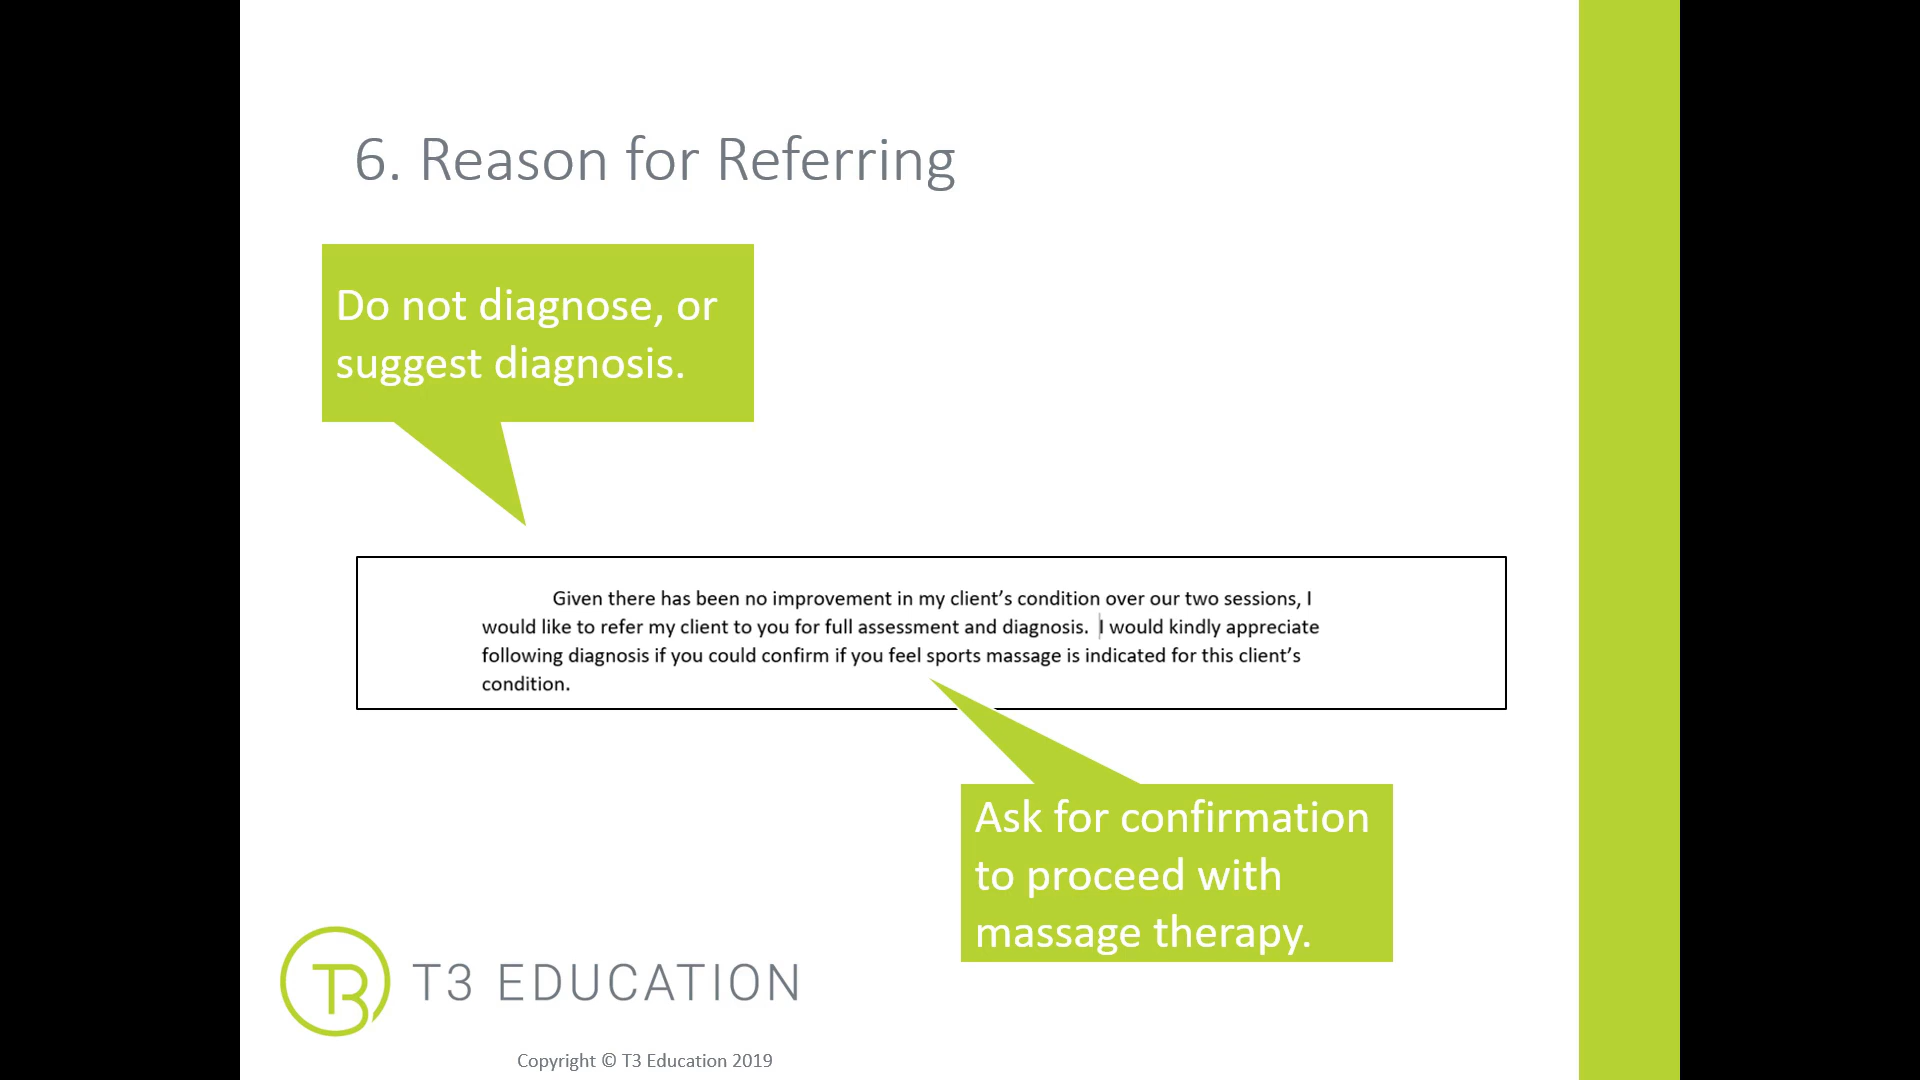 6. Reason for Referring
Do not diagnose, or
suggest diagnosis.
Given there has been no improvement in my client’s condition over our two sessions, I
would like to refer my client to you for full assessment and diagnosis. I would kindly appreciate
following diagnosis if you could confirm if you feel sports massage is indicated for this client’s
condition.
Ask for confirmation
to proceed with
massage therapy.
T3 EDUCATION
Copyright © T3 Education 2019